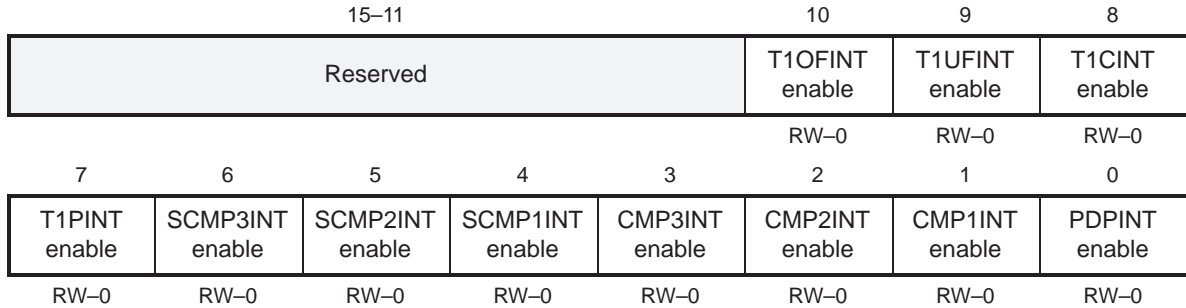 15–11 10 9 8
Reserved T1OFINT enable T1UFINT enable T1CINT enable
RW–0 RW–0 RW–0
7 6 5 4 3 2 1 0
T1PINT enable SCMP3INT enable SCMP2INT enable SCMP1INT enable CMP3INT enable CMP2INT enable CMP1INT enable PDPINT enable
RW–0 RW–0 RW–0 RW–0 RW–0 RW–0 RW–0 RW–0